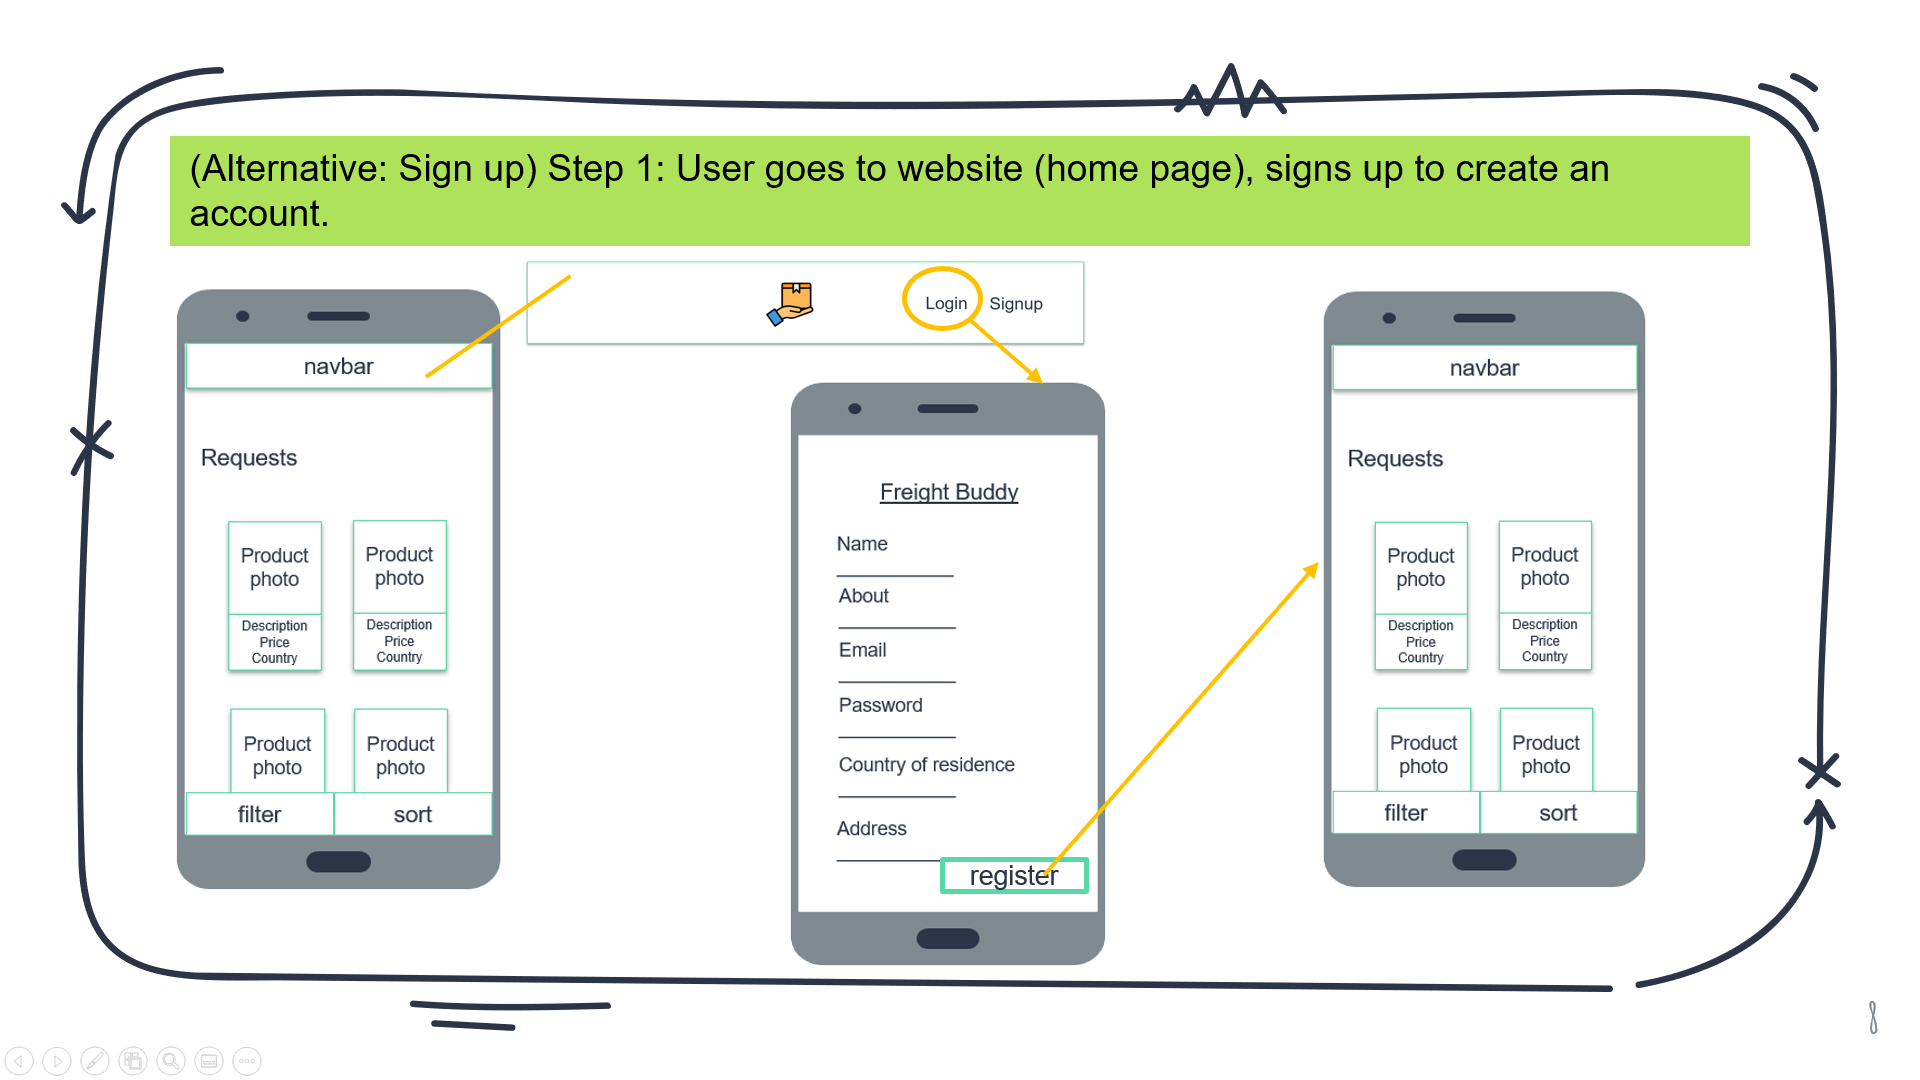 (Alternative: Sign up) Step 1: User goes to website (home page), signs up to create an
account.
Login
Signup
navbar
Requests
Product
photo
Description
Price
Country
Product
photo
Description
Price
Country
Product
photo
Product
photo
filter
sort
Freight Buddy
Name
About
Email
Password
Country of residence
Address
register
navbar
Requests
Product
photo
Description
Price
Country
Product
photo
Description
Price
Country
Product
photo
Product
photo
filter
sort
8